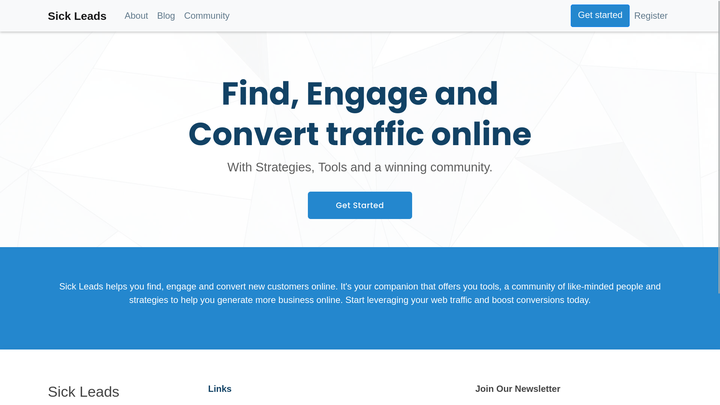 Sick Leads About Blog Community Get started Register
Find, Engage and
Convert traffic online
With Strategies, Tools and a winning community.
Get Started
Sick Leads helps you find, engage and convert new customers online. It's your companion that offers you tools, a community of like-minded people and
strategies to help you generate more business online. Start leveraging your web traffic and boost conversions today.
Sick Leads Links Join Our Newsletter